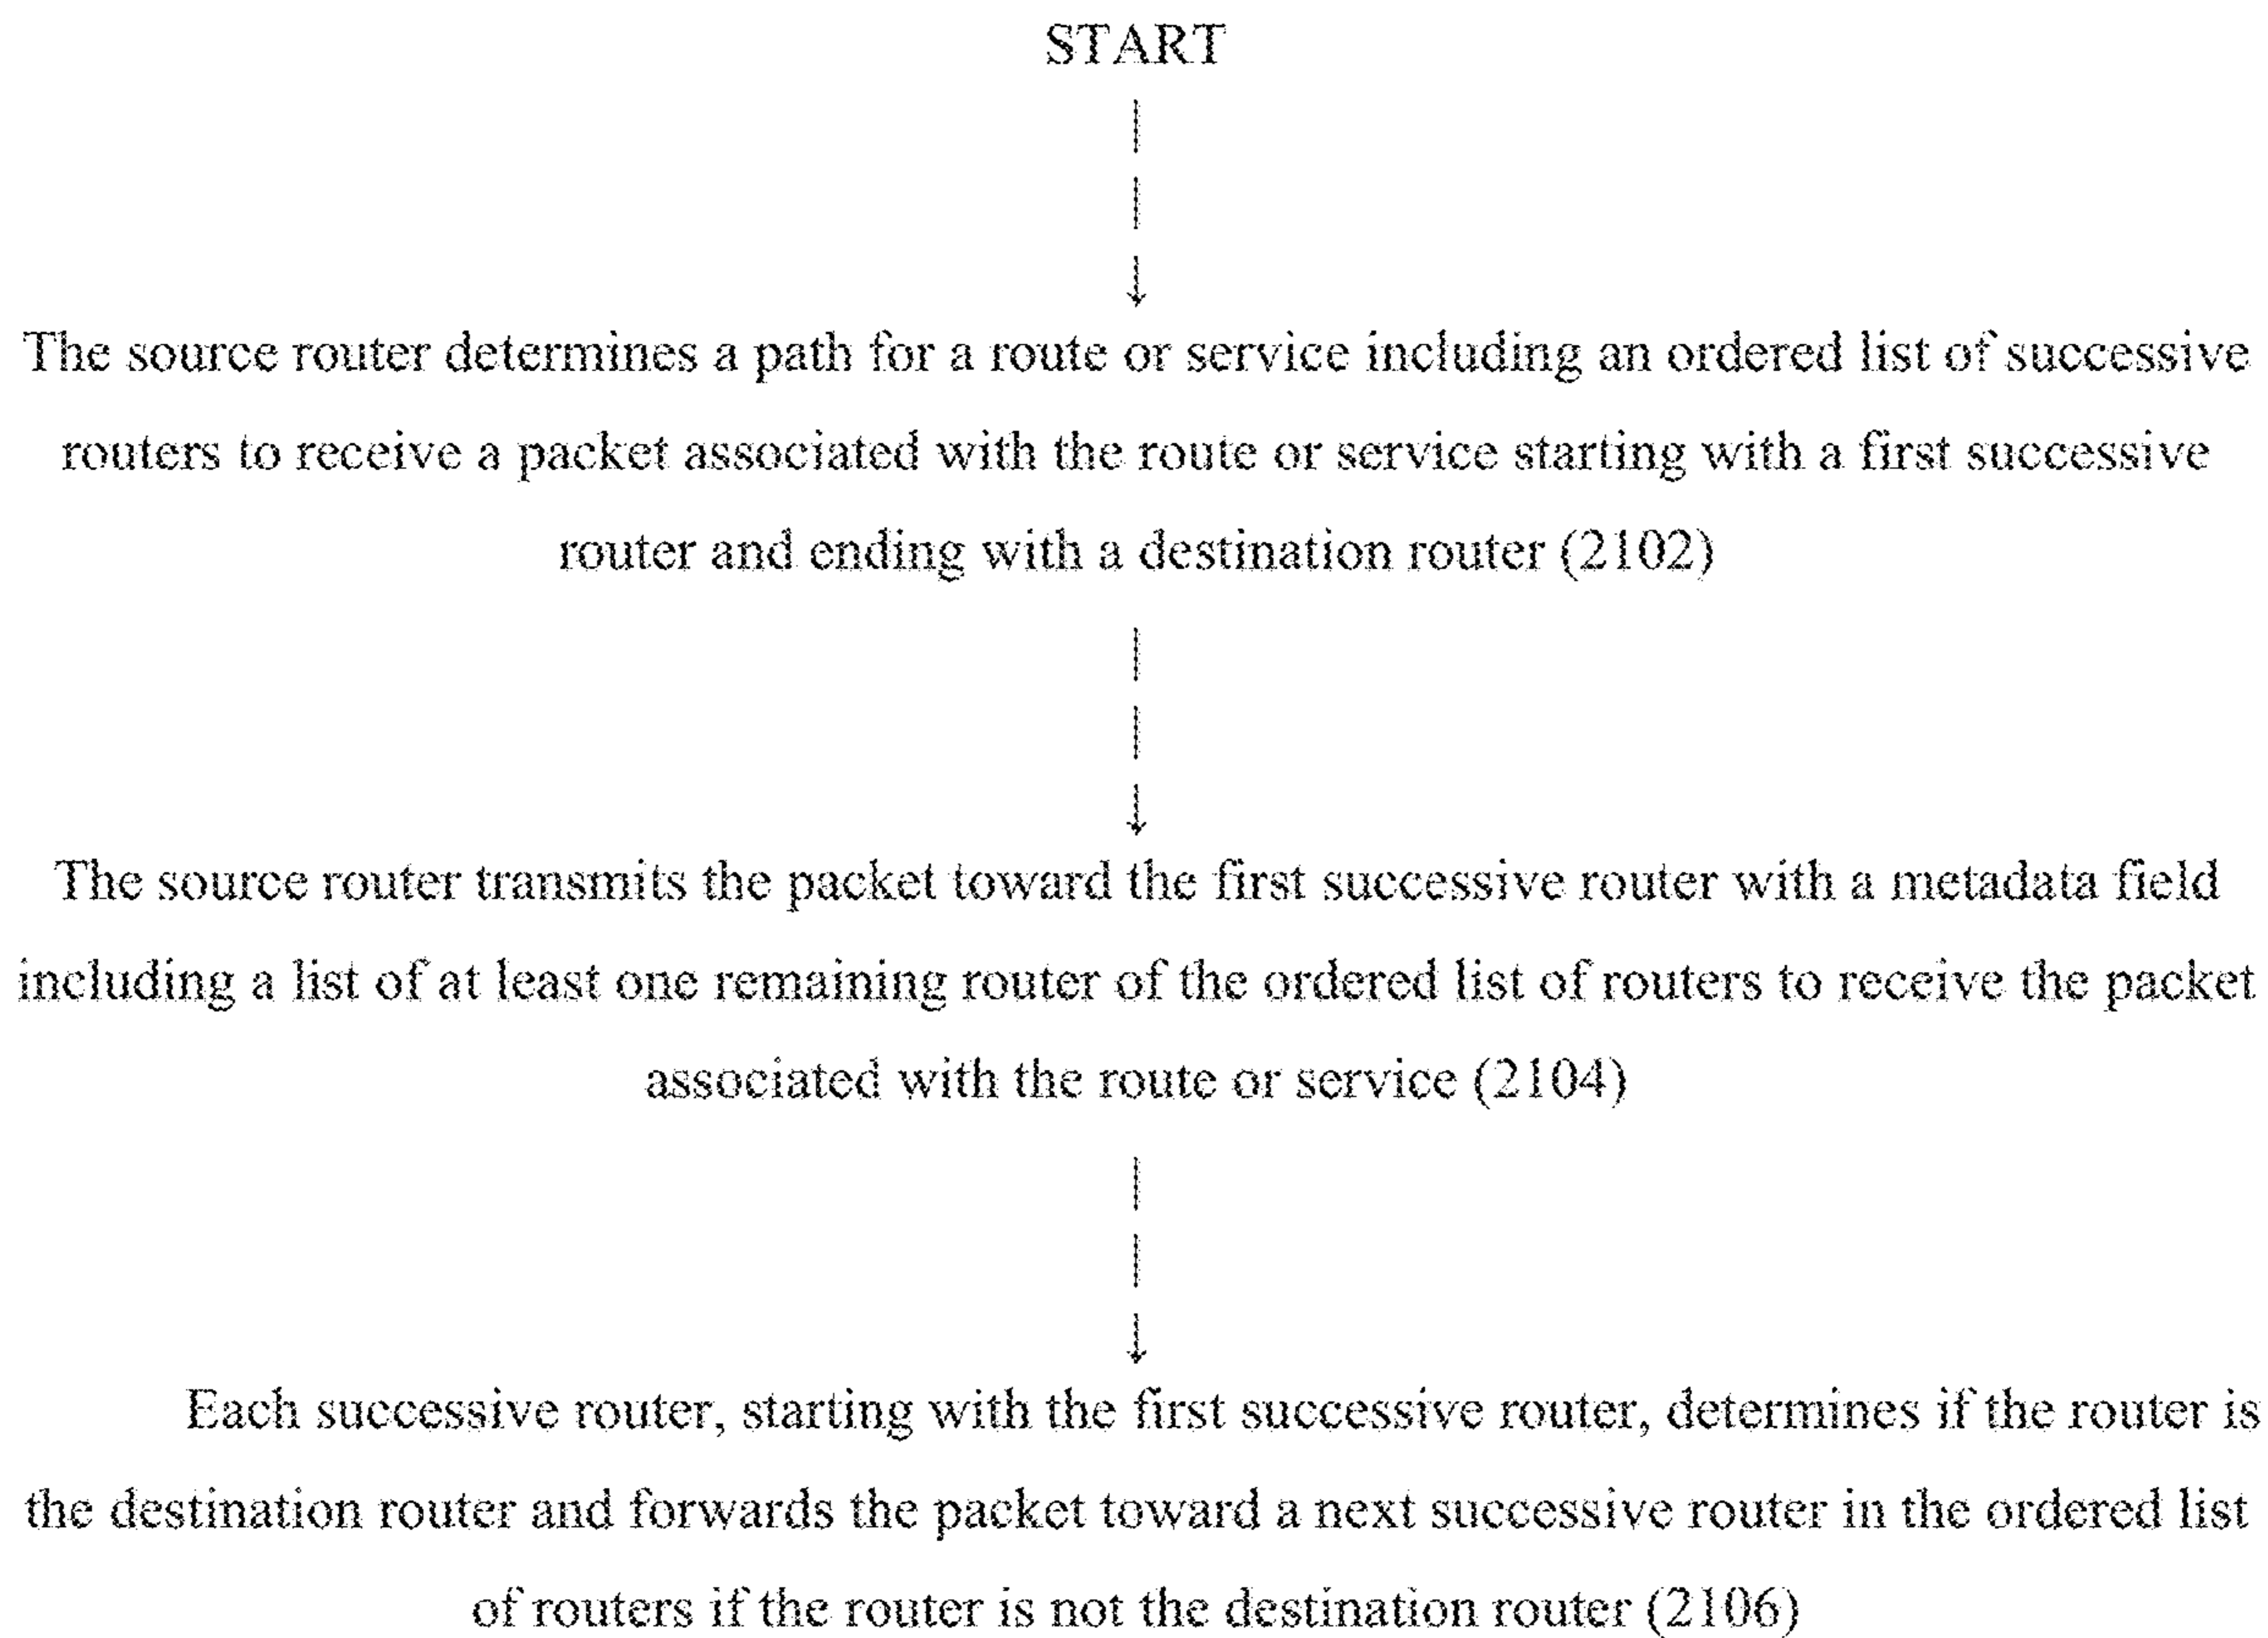 START
The source router determines a path for a route or service including an ordered list of successive
routers to receive a packet associated with the route or service starting with a first successive
router and ending with a destination router (2102)
The source router transmits the packet toward the first successive router with a metadata field
including a list of at least one remaining router of the ordered list of routers to receive the packet
associated with the route or service (2104)
Each successive router, starting with the first successive router, determines if the router is
the destination router and forwards the packet toward a next successive router in the ordered list
of routers if the router is not the destination router (2106)